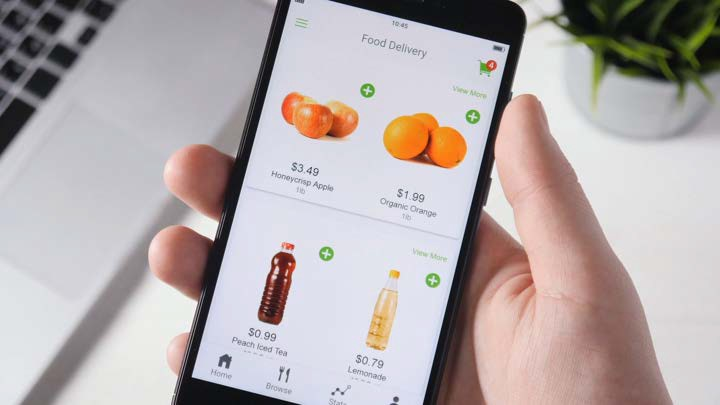 10:45
Food Delivery
4
View More
$3.49
Honeycrisp Apple
1lb
$1.99
Organic Orange
1lb
View More
$0.99
Peach Iced Tea
$0.79
Lemonade
Home
Browse
Stats